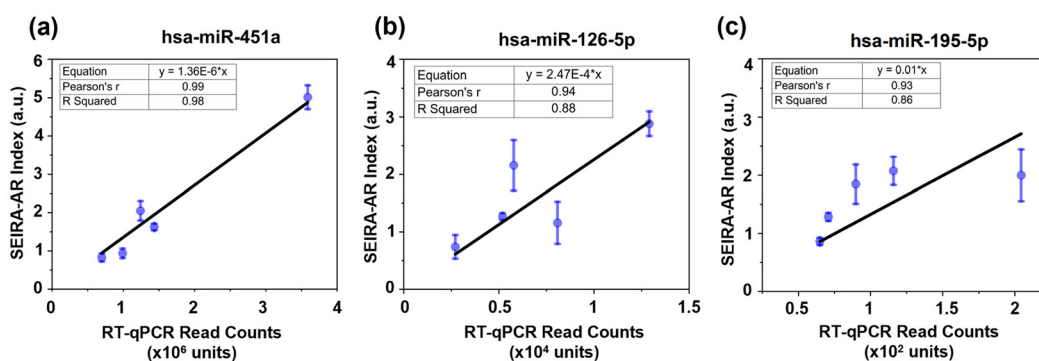 (a)
hsa-miR-451a
Equation y = 1.36E-6*x
Pearson's r 0.99
R Squared 0.98
SEIRA-AR Index (a.u.)
6
5
4
3
2
1
0
0 1 2 3 4
RT-qPCR Read Counts
(x10⁶ units)
(b)
hsa-miR-126-5p
Equation y = 2.47E-4*x
Pearson's r 0.94
R Squared 0.88
SEIRA-AR Index (a.u.)
4
3
2
1
0
0 0.5 1 1.5
RT-qPCR Read Counts
(x10⁴ units)
(c)
hsa-miR-195-5p
Equation y = 0.01*x
Pearson's r 0.93
R Squared 0.86
SEIRA-AR Index (a.u.)
4
3
2
1
0
0.5 1 1.5 2
RT-qPCR Read Counts
(x10² units)